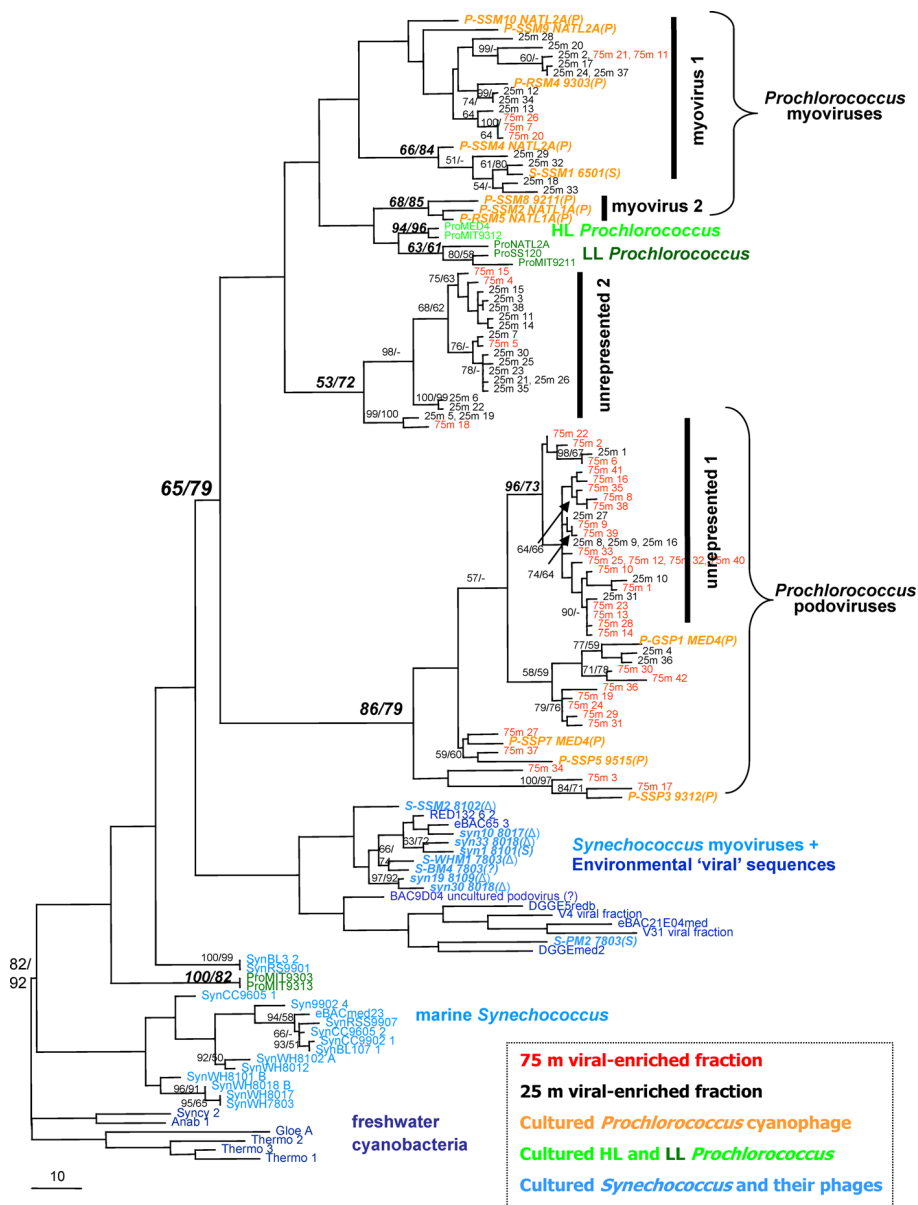 P-SSM10 NATL2A(P)
P-SSM9 NATL2A(P)
25m 28
25m 20
99/-
60/-
25m 2, 75m 21, 75m 11
25m 17
25m 24, 25m 37
P-RSM4 9303(P)
99/-
25m 12
74/
25m 34
25m 13
64
75m 26
100/
75m 7
64
75m 20
myovirus 1
Prochlorococcus
myoviruses
66/84
P-SSM4 NATL2A(P)
51/-
25m 29
61/80
25m 32
S-SSM1 6501(S)
54/-
25m 18
25m 33
68/85
P-SSM8 9211(P)
P-SSM2 NATL1A(P)
P-RSM5 NATL1A(P)
myovirus 2
94/96
ProMED4
ProMIT9312
HL Prochlorococcus
63/61
ProNATL2A
80/58
ProSS120
ProMIT9211
LL Prochlorococcus
75/63
75m 15
75m 4
25m 15
25m 3
25m 38
68/62
25m 11
25m 14
25m 7
76/-
75m 5
98/-
25m 30
25m 25
78/-
25m 23
25m 21, 25m 26
25m 35
unrepresented 2
53/72
100/99
25m 6
25m 22
99/100
25m 5, 25m 19
75m 18
75m 22
75m 2
98/67
25m 1
75m 6
75m 41
75m 16
75m 35
75m 8
75m 38
96/73
25m 27
75m 9
75m 39
64/66
25m 8, 25m 9, 25m 16
75m 33
74/64
75m 25, 75m 12, 75m 32, 75m 40
75m 10
25m 10
75m 1
25m 31
90/-
75m 23
75m 13
75m 28
75m 14
unrepresented 1
Prochlorococcus
podoviruses
65/79
57/-
77/59
P-GSP1 MED4(P)
25m 4
25m 36
58/59
71/78
75m 30
75m 42
75m 36
79/76
75m 19
75m 24
75m 29
75m 31
86/79
75m 27
P-SSP7 MED4(P)
59/60
75m 37
P-SSP5 9515(P)
75m 34
100/97
75m 3
84/71
75m 17
P-SSP3 9312(P)
S-SSM2 8102(Δ)
RED132 6 2
eBAC65 3
syn10 8017(Δ)
63/72
syn33 8018(Δ)
66/
74
syn1 8101(S)
S-WHM1 7803(Δ)
S-BM4 7803(?)
97/92
syn19 8109(Δ)
syn30 8018(Δ)
Synechococcus
myoviruses +
Environmental ‘viral’ sequences
BAC9D04 uncultured podovirus (?)
DGGE5redb
V4 viral fraction
eBAC21E04med
V31 viral fraction
S-PM2 7803(S)
DGGEmed2
82/
92
100/99
SynBL3 2
SynRS9901
100/82
ProMIT9303
ProMIT9313
SynCC9605 1
Syn9902 4
94/58
eBACmed23
SynRSS9907
66/-
SynCC9605 2
93/51
SynCC9902 1
SynBL107 1
92/50
SynWH8102 A
SynWH8012
SynWH8101 B
96/91
SynWH8018 B
SynWH8017
95/65
SynWH7803
marine Synechococcus
Syncy 2
Anab 1
Gloe A
Thermo 2
Thermo 3
Thermo 1
freshwater
cyanobacteria
10
75 m viral-enriched fraction
25 m viral-enriched fraction
Cultured Prochlorococcus cyanophage
Cultured HL and LL Prochlorococcus
Cultured Synechococcus and their phages